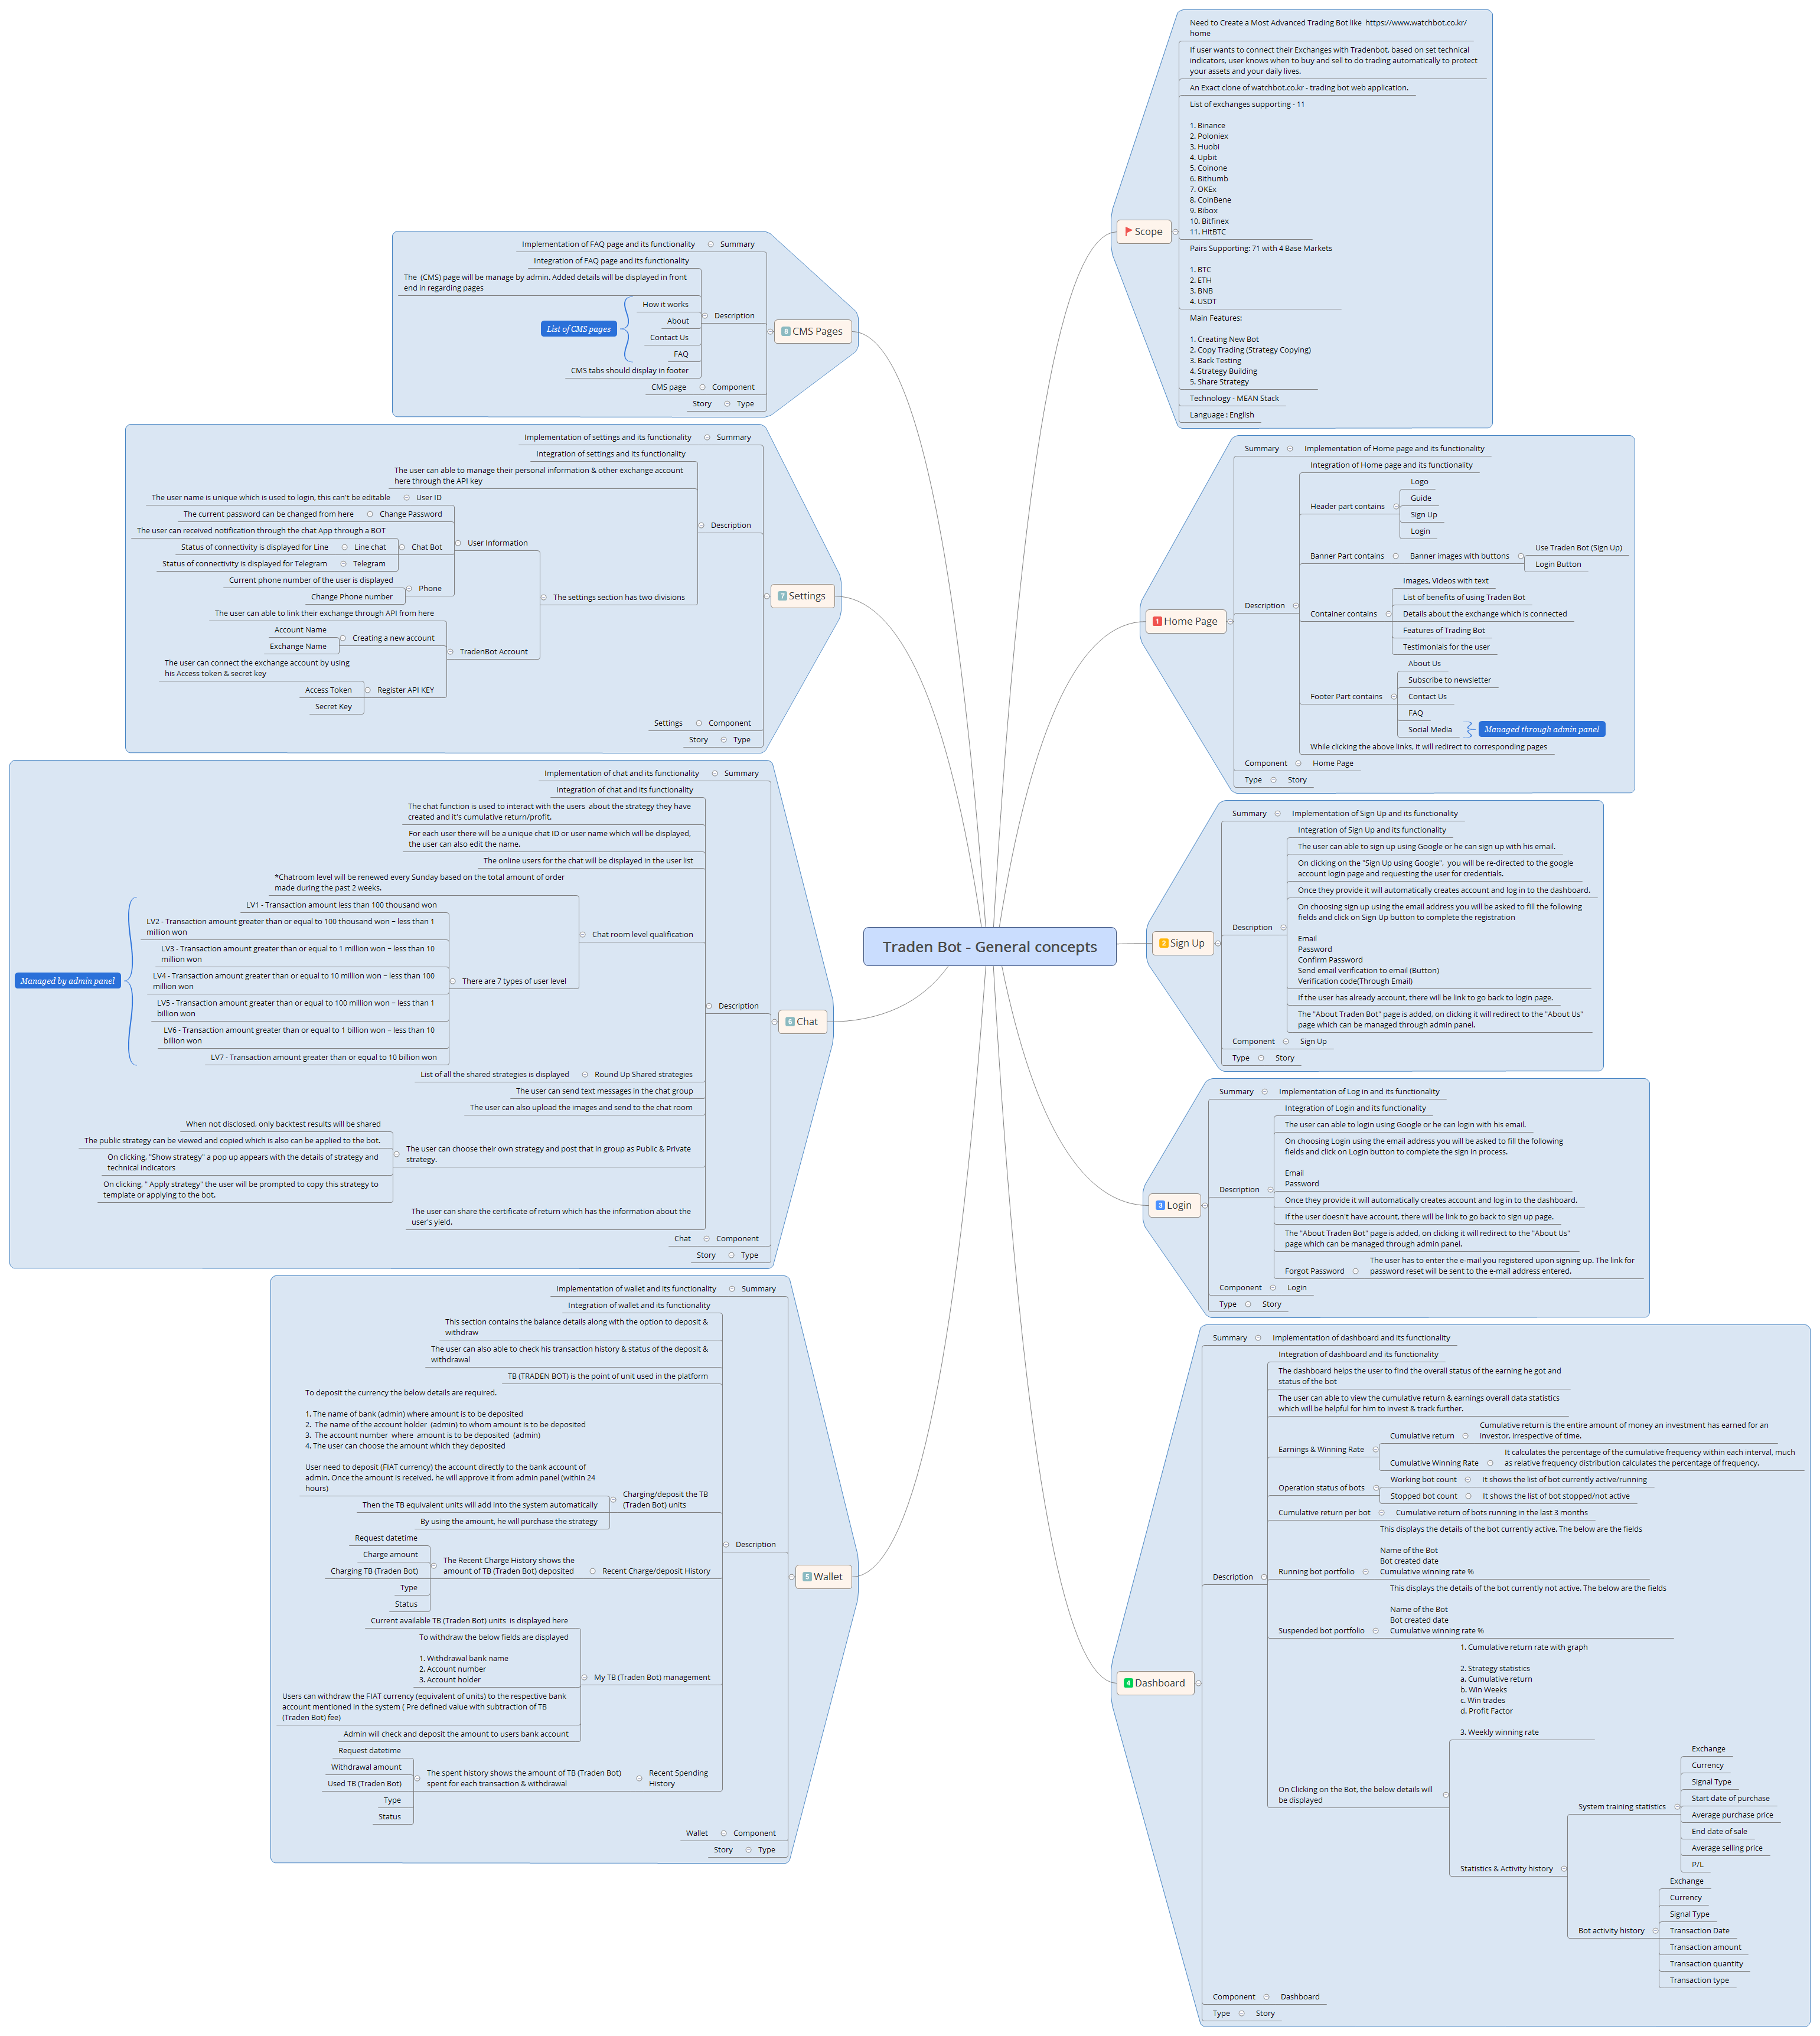 Traden Bot - General concepts
Scope
Need to Create a Most Advanced Trading Bot like  https://www.watchbot.co.kr/
home
If user wants to connect their Exchanges with Tradenbot, based on set technical
indicators, user knows when to buy and sell to do trading automatically to protect
your assets and your daily lives.
An Exact clone of watchbot.co.kr - trading bot web application.
List of exchanges supporting - 11
1. Binance
2. Poloniex
3. Huobi
4. Upbit
5. Coinone
6. Bithumb
7. OKEx
8. CoinBene
9. Bibox
10. Bitfinex
11. HitBTC
Pairs Supporting: 71 with 4 Base Markets
1. BTC
2. ETH
3. BNB
4. USDT
Main Features:
1. Creating New Bot
2. Copy Trading (Strategy Copying)
3. Back Testing
4. Strategy Building
5. Share Strategy
Technology - MEAN Stack
Language : English
1 Home Page
Summary
Implementation of Home page and its functionality
Description
Integration of Home page and its functionality
Header part contains
Logo
Guide
Sign Up
Login
Banner Part contains
Banner images with buttons
Use Traden Bot (Sign Up)
Login Button
Container contains
Images, Videos with text
List of benefits of using Traden Bot
Details about the exchange which is connected
Features of Trading Bot
Testimonials for the user
Footer Part contains
About Us
Subscribe to newsletter
Contact Us
FAQ
Social Media
Managed through admin panel
While clicking the above links, it will redirect to corresponding pages
Component
Home Page
Type
Story
2 Sign Up
Summary
Implementation of Sign Up and its functionality
Description
Integration of Sign Up and its functionality
The user can able to sign up using Google or he can sign up with his email.
On clicking on the "Sign Up using Google",  you will be re-directed to the google
account login page and requesting the user for credentials.
Once they provide it will automatically creates account and log in to the dashboard.
On choosing sign up using the email address you will be asked to fill the following
fields and click on Sign Up button to complete the registration
Email
Password
Confirm Password
Send email verification to email (Button)
Verification code(Through Email)
If the user has already account, there will be link to go back to login page.
The "About Traden Bot" page is added, on clicking it will redirect to the "About Us"
page which can be managed through admin panel.
Component
Sign Up
Type
Story
3 Login
Summary
Implementation of Log in and its functionality
Description
Integration of Login and its functionality
The user can able to login using Google or he can login with his email.
On choosing Login using the email address you will be asked to fill the following
fields and click on Login button to complete the sign in process.
Email
Password
Once they provide it will automatically creates account and log in to the dashboard.
If the user doesn't have account, there will be link to go back to sign up page.
The "About Traden Bot" page is added, on clicking it will redirect to the "About Us"
page which can be managed through admin panel.
Forgot Password
The user has to enter the e-mail you registered upon signing up. The link for
password reset will be sent to the e-mail address entered.
Component
Login
Type
Story
4 Dashboard
Summary
Implementation of dashboard and its functionality
Description
Integration of dashboard and its functionality
The dashboard helps the user to find the overall status of the earning he got and
status of the bot
The user can able to view the cumulative return & earnings overall data statistics
which will be helpful for him to invest & track further.
Earnings & Winning Rate
Cumulative return
Cumulative return is the entire amount of money an investment has earned for an
investor, irrespective of time.
Cumulative Winning Rate
It calculates the percentage of the cumulative frequency within each interval, much
as relative frequency distribution calculates the percentage of frequency.
Operation status of bots
Working bot count
It shows the list of bot currently active/running
Stopped bot count
It shows the list of bot stopped/not active
Cumulative return per bot
Cumulative return of bots running in the last 3 months
Running bot portfolio
This displays the details of the bot currently active. The below are the fields
Name of the Bot
Bot created date
Cumulative winning rate %
Suspended bot portfolio
This displays the details of the bot currently not active. The below are the fields
Name of the Bot
Bot created date
Cumulative winning rate %
On Clicking on the Bot, the below details will
be displayed
1. Cumulative return rate with graph
2. Strategy statistics
a. Cumulative return
b. Win Weeks
c. Win trades
d. Profit Factor
3. Weekly winning rate
Statistics & Activity history
System training statistics
Exchange
Currency
Signal Type
Start date of purchase
Average purchase price
End date of sale
Average selling price
P/L
Bot activity history
Exchange
Currency
Signal Type
Transaction Date
Transaction amount
Transaction quantity
Transaction type
Component
Dashboard
Type
Story
8 CMS Pages
Summary
Implementation of FAQ page and its functionality
Description
Integration of FAQ page and its functionality
The  (CMS) page will be manage by admin. Added details will be displayed in front
end in regarding pages
How it works
About
Contact Us
FAQ
List of CMS pages
CMS tabs should display in footer
Component
CMS page
Type
Story
7 Settings
Summary
Implementation of settings and its functionality
Description
Integration of settings and its functionality
The user can able to manage their personal information & other exchange account
here through the API key
The settings section has two divisions
User Information
User ID
The user name is unique which is used to login, this can't be editable
Change Password
The current password can be changed from here
Chat Bot
The user can received notification through the chat App through a BOT
Line chat
Status of connectivity is displayed for Line
Telegram
Status of connectivity is displayed for Telegram
Phone
Current phone number of the user is displayed
Change Phone number
TradenBot Account
The user can able to link their exchange through API from here
Creating a new account
Account Name
Exchange Name
The user can connect the exchange account by using
his Access token & secret key
Register API KEY
Access Token
Secret Key
Component
Settings
Type
Story
6 Chat
Summary
Implementation of chat and its functionality
Description
Integration of chat and its functionality
The chat function is used to interact with the users  about the strategy they have
created and it's cumulative return/profit.
For each user there will be a unique chat ID or user name which will be displayed,
the user can also edit the name.
The online users for the chat will be displayed in the user list
Chat room level qualification
*Chatroom level will be renewed every Sunday based on the total amount of order
made during the past 2 weeks.
There are 7 types of user level
LV1 - Transaction amount less than 100 thousand won
LV2 - Transaction amount greater than or equal to 100 thousand won ~ less than 1
million won
LV3 - Transaction amount greater than or equal to 1 million won ~ less than 10
million won
LV4 - Transaction amount greater than or equal to 10 million won ~ less than 100
million won
LV5 - Transaction amount greater than or equal to 100 million won ~ less than 1
billion won
LV6 - Transaction amount greater than or equal to 1 billion won ~ less than 10
billion won
LV7 - Transaction amount greater than or equal to 10 billion won
Managed by admin panel
Round Up Shared strategies
List of all the shared strategies is displayed
The user can send text messages in the chat group
The user can also upload the images and send to the chat room
The user can choose their own strategy and post that in group as Public & Private
strategy.
When not disclosed, only backtest results will be shared
The public strategy can be viewed and copied which is also can be applied to the bot.
On clicking, "Show strategy" a pop up appears with the details of strategy and
technical indicators
On clicking, " Apply strategy" the user will be prompted to copy this strategy to
template or applying to the bot.
The user can share the certificate of return which has the information about the
user's yield.
Component
Chat
Type
Story
5 Wallet
Summary
Implementation of wallet and its functionality
Description
Integration of wallet and its functionality
This section contains the balance details along with the option to deposit &
withdraw
The user can also able to check his transaction history & status of the deposit &
withdrawal
TB (TRADEN BOT) is the point of unit used in the platform
Charging/deposit the TB
(Traden Bot) units
To deposit the currency the below details are required.
1. The name of bank (admin) where amount is to be deposited
2.  The name of the account holder  (admin) to whom amount is to be deposited
3.  The account number  where  amount is to be deposited  (admin)
4. The user can choose the amount which they deposited
User need to deposit (FIAT currency) the account directly to the bank account of
admin. Once the amount is received, he will approve it from admin panel (within 24
hours)
Then the TB equivalent units will add into the system automatically
By using the amount, he will purchase the strategy
Recent Charge/deposit History
The Recent Charge History shows the
amount of TB (Traden Bot) deposited
Request datetime
Charge amount
Charging TB (Traden Bot)
Type
Status
My TB (Traden Bot) management
Current available TB (Traden Bot) units  is displayed here
To withdraw the below fields are displayed
1. Withdrawal bank name
2. Account number
3. Account holder
Users can withdraw the FIAT currency (equivalent of units) to the respective bank
account mentioned in the system ( Pre defined value with subtraction of TB
(Traden Bot) fee)
Admin will check and deposit the amount to users bank account
Recent Spending
History
The spent history shows the amount of TB (Traden Bot)
spent for each transaction & withdrawal
Request datetime
Withdrawal amount
Used TB (Traden Bot)
Type
Status
Component
Wallet
Type
Story